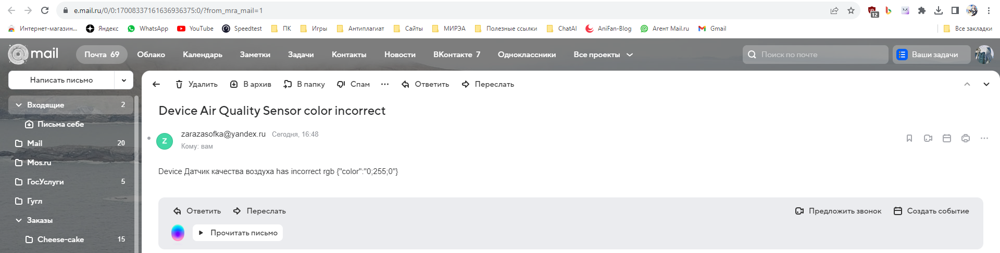 e.mail.ru/0/0:17008337161636936375:0/?from_mra_mail=1
12
Интернет-магазин...
Яндекс
WhatsApp
YouTube
Speedtest
ПК
Игры
Антиплагиат
Сайты
МИРЭА
Полезные ссылки
ChatAI
AniFan-Blog
Агент Mail.ru
Gmail
Все закладки
mail
Почта 69
Облако
Календарь
Заметки
Задачи
Контакты
Новости
ВКонтакте 7
Одноклассники
Все проекты
Поиск по почте
Ваши задачи
Написать письмо
Удалить
В архив
В папку
Спам
Ответить
Переслать
Входящие 2
Письма себе
Mail 20
Mos.ru
ГосУслуги 5
Гугл
Заказы
Cheese-cake 15
Device Air Quality Sensor color incorrect
Z
zarazasofka@yandex.ru Сегодня, 16:48
Кому: вам
Device Датчик качества воздуха has incorrect rgb {"color":"0;255;0"}
Ответить
Переслать
Предложить звонок
Создать событие
Прочитать письмо